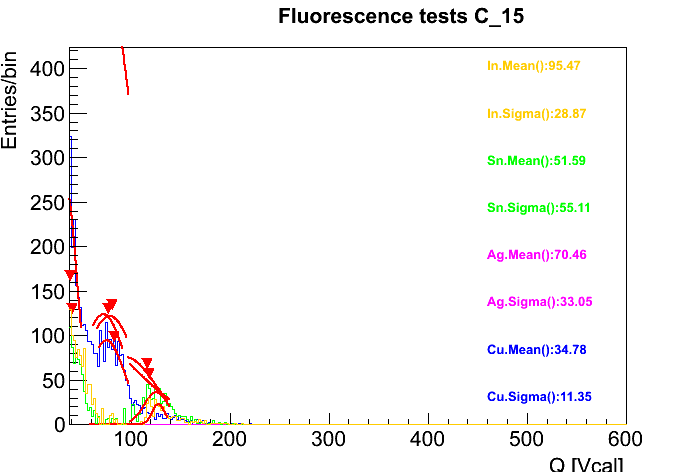 Fluorescence tests C_15
Entries/bin
400
350
300
250
200
150
100
50
0
In.Mean():95.47
In.Sigma():28.87
Sn.Mean():51.59
Sn.Sigma():55.11
Ag.Mean():70.46
Ag.Sigma():33.05
Cu.Mean():34.78
Cu.Sigma():11.35
100 200 300 400 500 600
Q [Vcal]